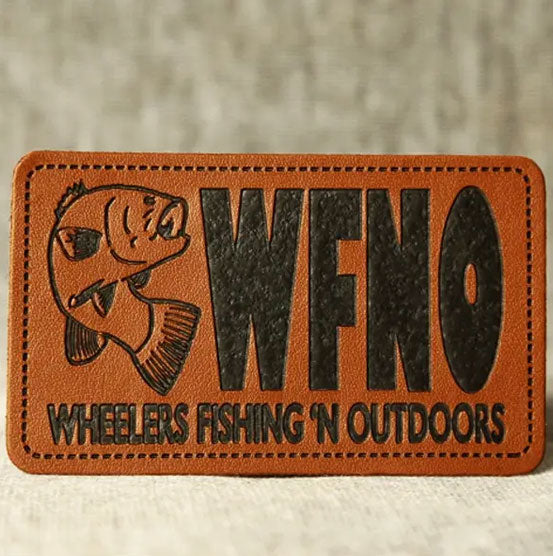 WFNO
WHEELERS FISHING 'N OUTDOORS